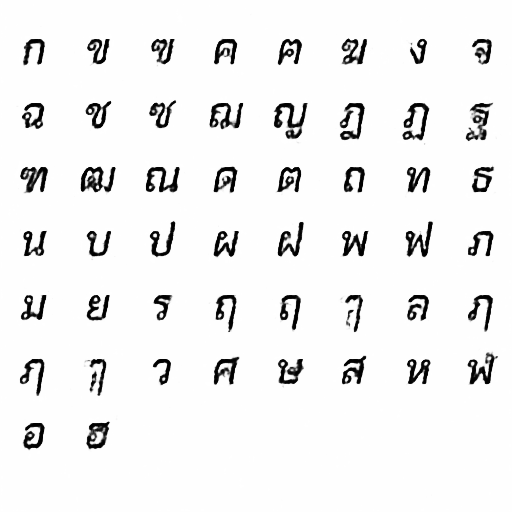 ก ข ฃ ค ฅ ฆ ง จ
ฉ ช ซ ฌ ญ ฎ ฏ ฐ
ฑ ฒ ณ ด ต ถ ท ธ
น บ ป ผ ฝ พ ฟ ภ
ม ย ร ฤ ฤ ล ฦ
ฦ ว ศ ษ ส ห ฬ
อ ฮ